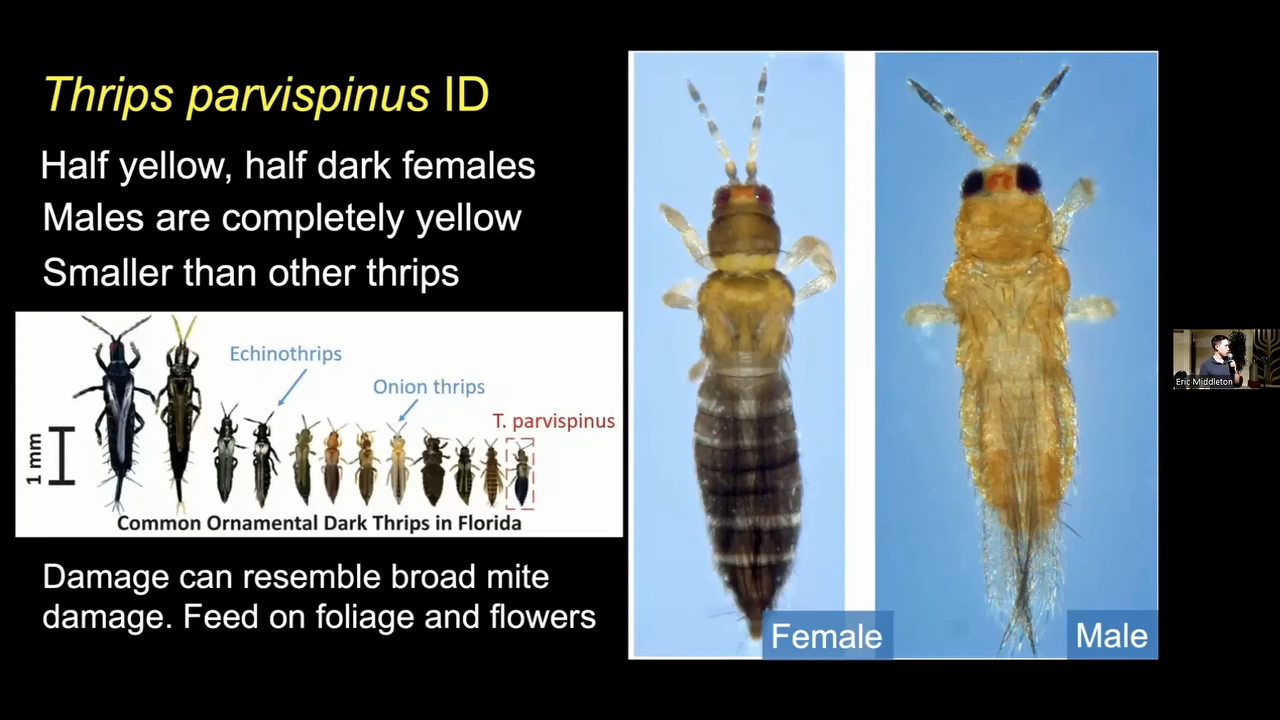 Thrips parvispinus ID
Half yellow, half dark females
Males are completely yellow
Smaller than other thrips
Echinothrips
Onion thrips
T. parvispinus
1 mm
Common Ornamental Dark Thrips in Florida
Damage can resemble broad mite
damage. Feed on foliage and flowers
Female
Male
Eric Middleton